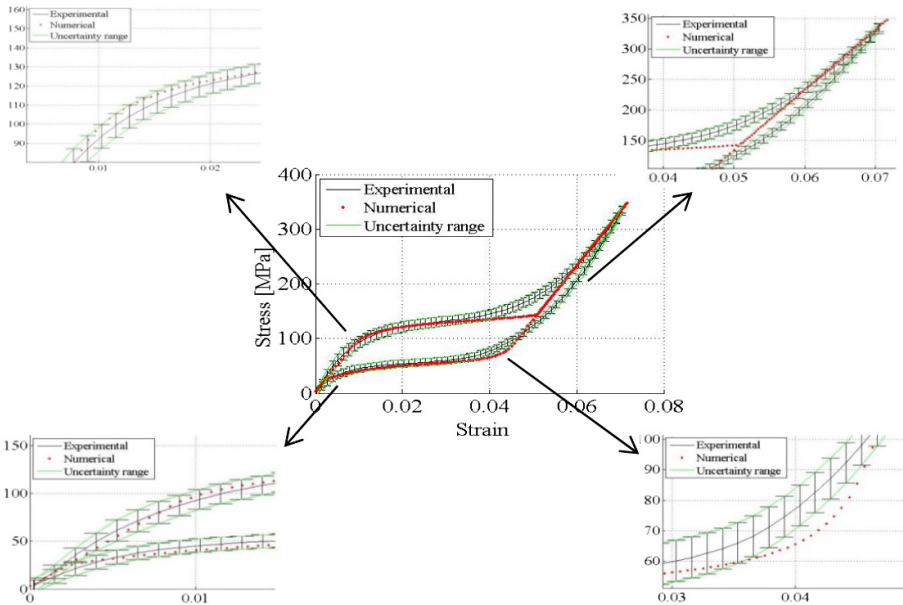 160
150
140
130
120
110
100
90
0.01
0.02
Experimental
Numerical
Uncertainty range
350
300
250
200
150
0.04
0.05
0.06
0.07
Experimental
Numerical
Uncertainty range
400
300
200
100
0
Stress [MPa]
0
0.02
0.04
0.06
0.08
Strain
Experimental
Numerical
Uncertainty range
150
100
50
0
0
0.01
Experimental
Numerical
Uncertainty range
100
90
80
70
60
0.03
0.04
Experimental
Numerical
Uncertainty range